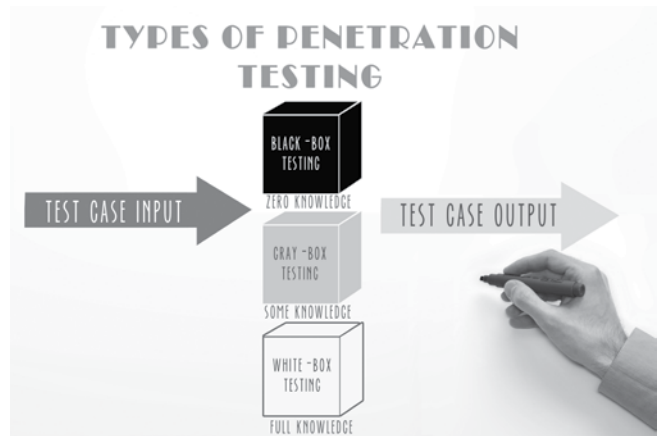 TYPES OF PENETRATION
TESTING
BLACK-BOX
TESTING
ZERO KNOWLEDGE
TEST CASE INPUT
TEST CASE OUTPUT
GRAY-BOX
TESTING
SOME KNOWLEDGE
WHITE-BOX
TESTING
FULL KNOWLEDGE